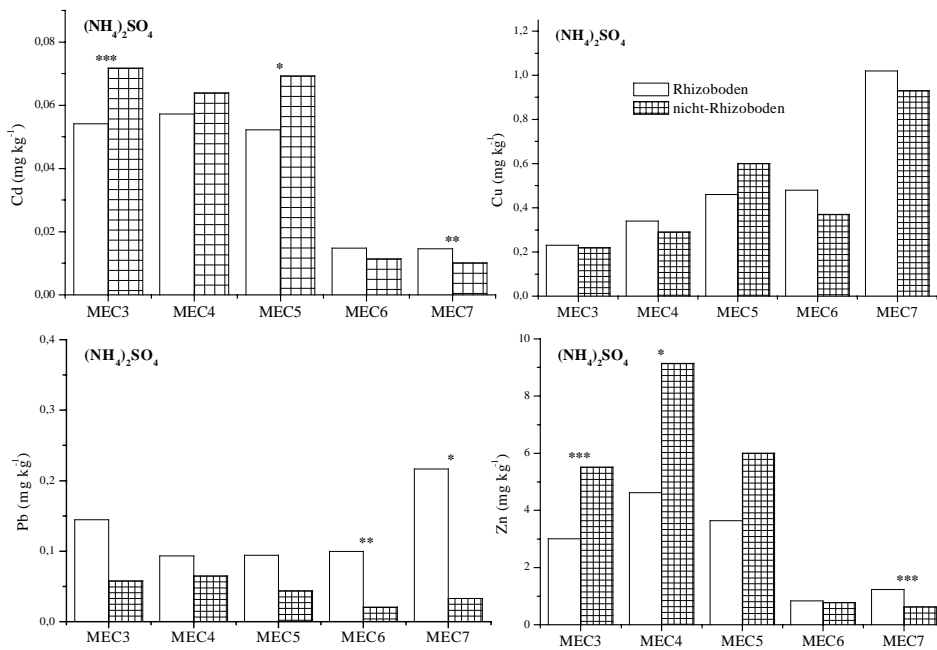 (NH₄)₂SO₄
Cd (mg kg⁻¹)
0,08
0,06
0,04
0,02
0,00
***
*
**
MEC3 MEC4 MEC5 MEC6 MEC7
(NH₄)₂SO₄
Rhizoboden
nicht-Rhizoboden
Cu (mg kg⁻¹)
1,2
1,0
0,8
0,6
0,4
0,2
0,0
MEC3 MEC4 MEC5 MEC6 MEC7
(NH₄)₂SO₄
Pb (mg kg⁻¹)
0,4
0,3
0,2
0,1
0,0
**
*
MEC3 MEC4 MEC5 MEC6 MEC7
(NH₄)₂SO₄
Zn (mg kg⁻¹)
10
8
6
4
2
0
***
*
***
MEC3 MEC4 MEC5 MEC6 MEC7